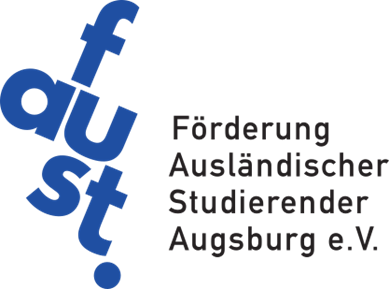 faust.
Förderung
Ausländischer
Studierender
Augsburg e.V.